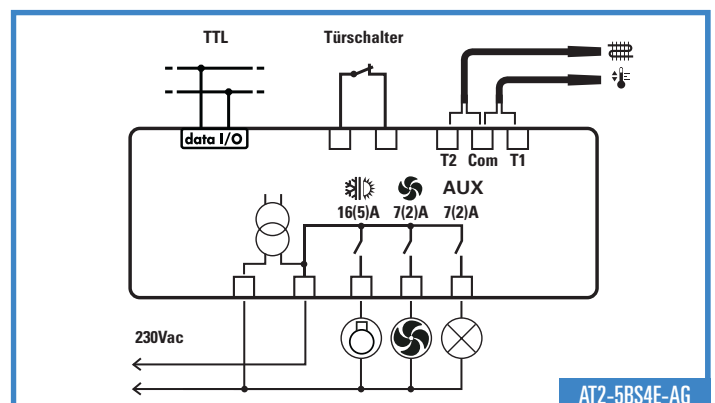 TTL
Türschalter
data I/O
T2 Com T1
AUX
16(5)A 7(2)A 7(2)A
230Vac
AT2-5BS4E-AG